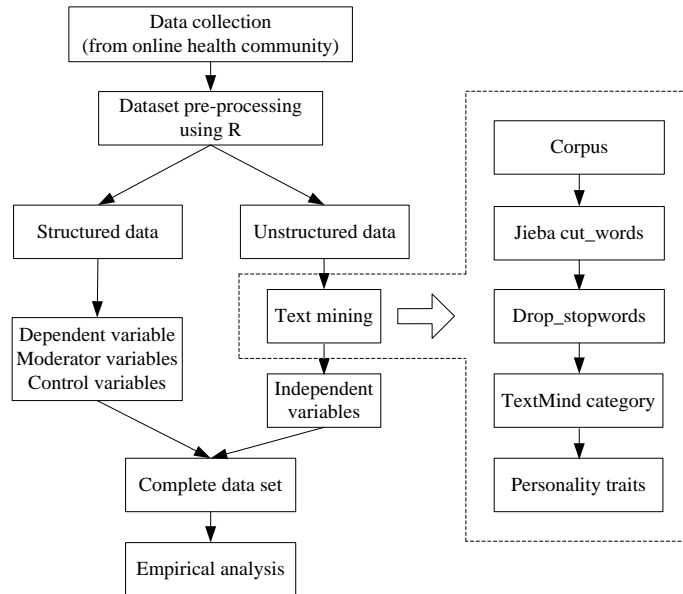 Data collection
(from online health community)
Dataset pre-processing
using R
Structured data
Unstructured data
Dependent variable
Moderator variables
Control variables
Text mining
Independent
variables
Complete data set
Empirical analysis
Corpus
Jieba cut_words
Drop_stopwords
TextMind category
Personality traits